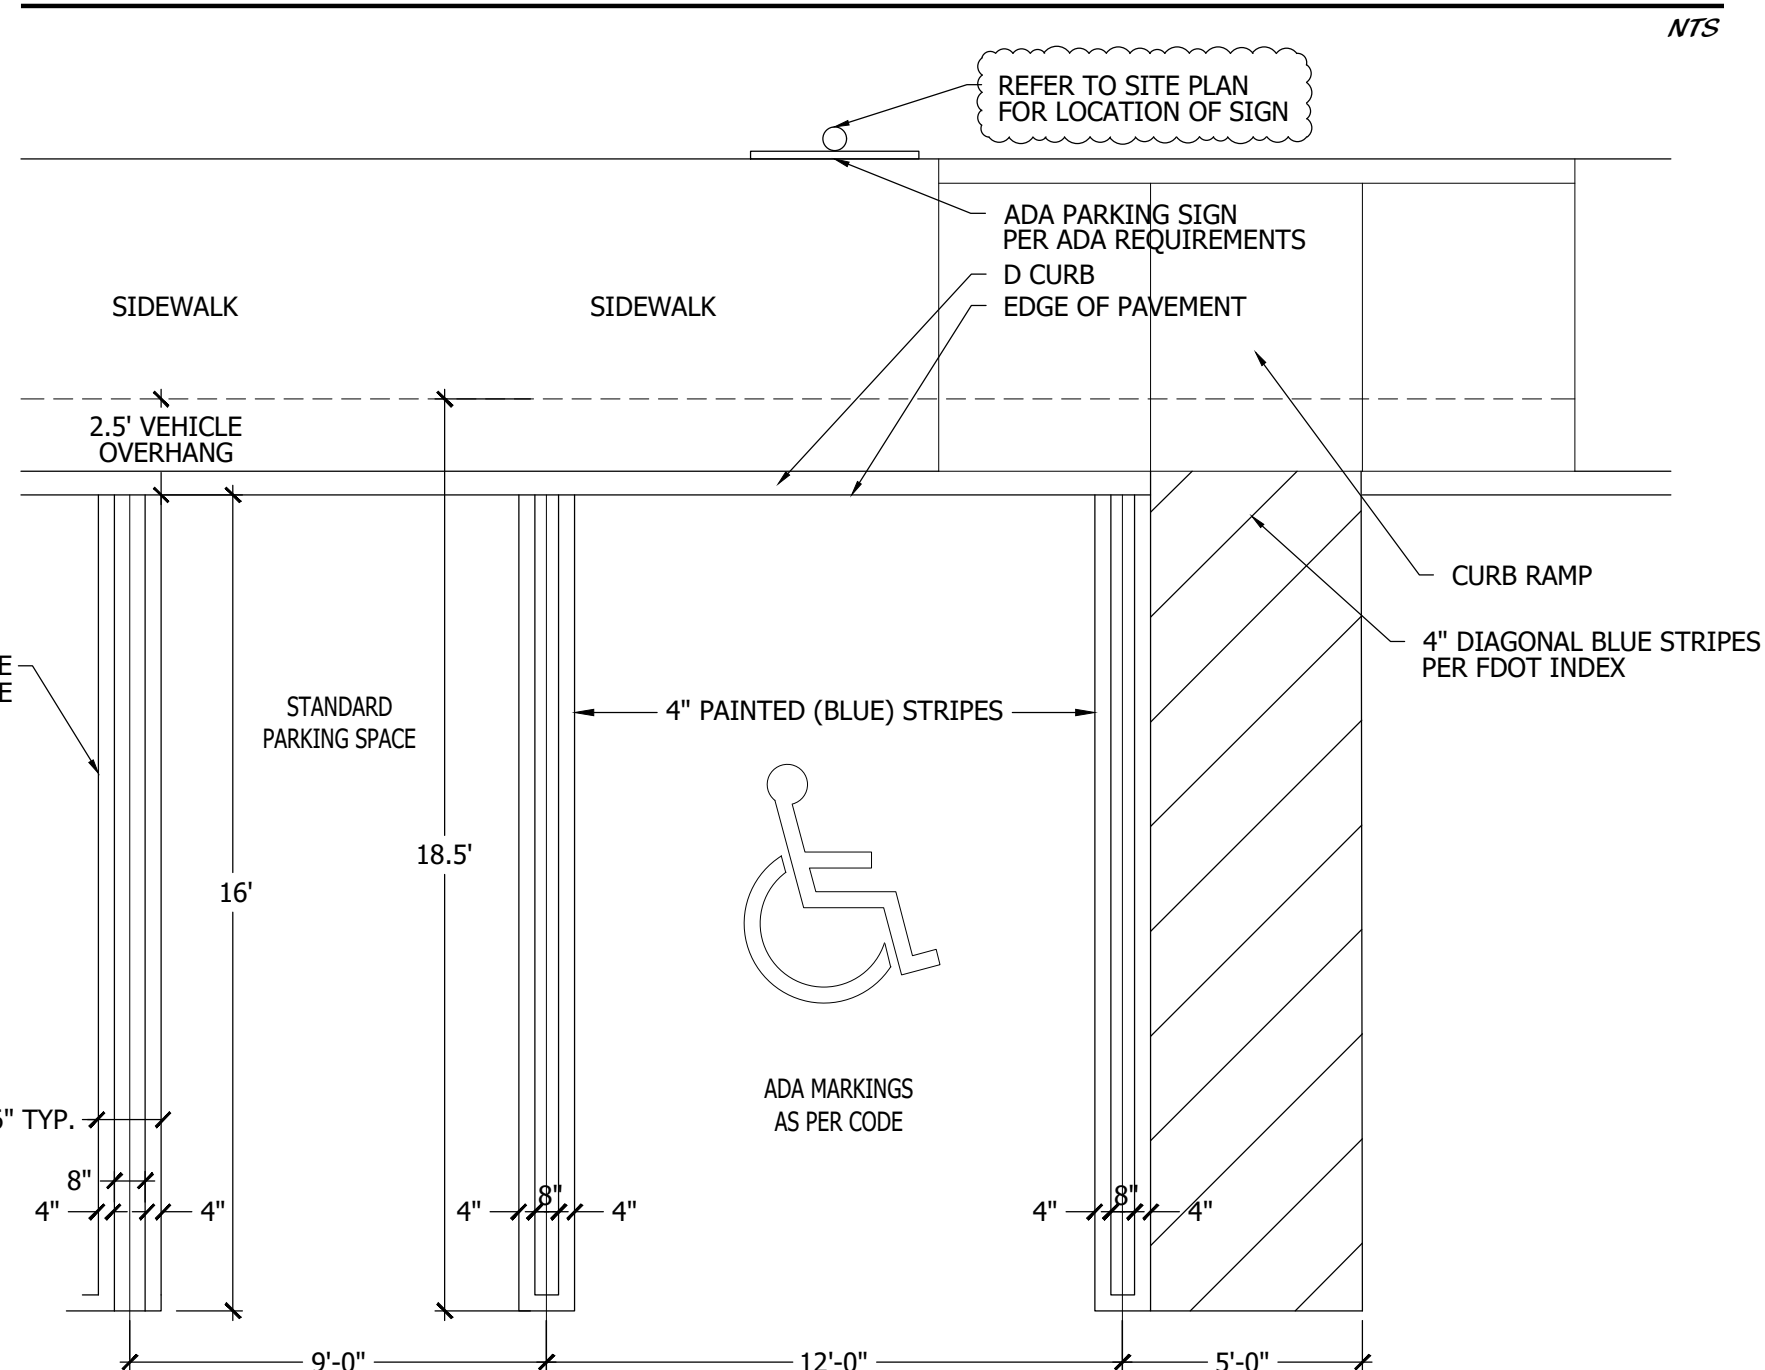 NTS
REFER TO SITE PLAN
FOR LOCATION OF SIGN
ADA PARKING SIGN
PER ADA REQUIREMENTS
D CURB
EDGE OF PAVEMENT
SIDEWALK
SIDEWALK
2.5' VEHICLE
OVERHANG
CURB RAMP
4" DIAGONAL BLUE STRIPES
PER FDOT INDEX
E
E
STANDARD
PARKING SPACE
4" PAINTED (BLUE) STRIPES
18.5'
16'
ADA MARKINGS
AS PER CODE
" TYP.
8"
4"
4"
4"
8"
4"
4"
8"
4"
9'-0"
12'-0"
5'-0"